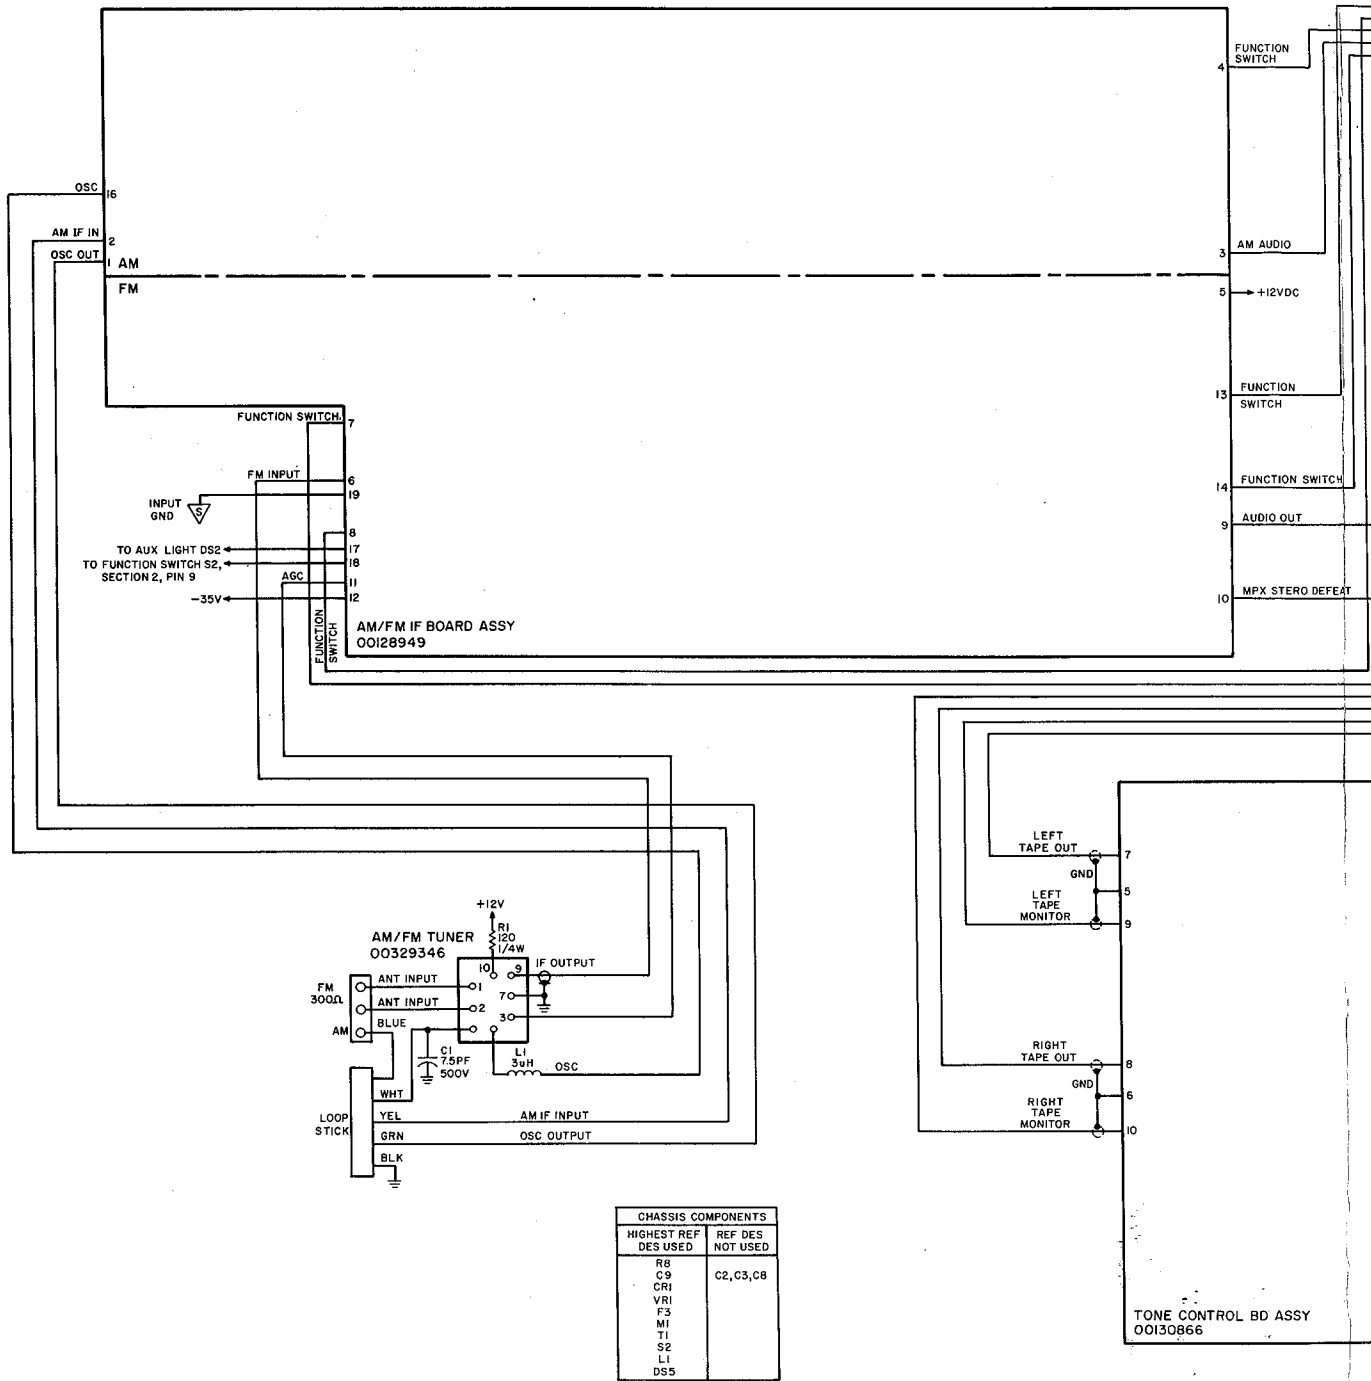 FUNCTION
SWITCH
4
OSC
16
AM IF IN
2
OSC OUT
1
AM
FM
3
AM AUDIO
5
+12VDC
13
FUNCTION
SWITCH
FUNCTION SWITCH
7
FM INPUT
6
19
INPUT
GND
S
8
TO AUX LIGHT DS2
17
TO FUNCTION SWITCH S2,
SECTION 2, PIN 9
18
AGC
11
-35V
12
FUNCTION
SWITCH
14
FUNCTION SWITCH
9
AUDIO OUT
10
MPX STERO DEFEAT
AM/FM IF BOARD ASSY
00128949
LEFT
TAPE OUT
7
GND
5
LEFT
TAPE
MONITOR
9
RIGHT
TAPE OUT
8
GND
6
RIGHT
TAPE
MONITOR
10
TONE CONTROL BD ASSY
00130866
+12V
R1
120
1/4W
AM/FM TUNER
00329346
10
9
IF OUTPUT
FM
300Ω
ANT INPUT
1
7
ANT INPUT
2
3
AM
BLUE
C1
7.5PF
500V
L1
3uH
OSC
LOOP
STICK
WHT
YEL
AM IF INPUT
GRN
OSC OUTPUT
BLK
CHASSIS COMPONENTS
HIGHEST REF
DES USED
REF DES
NOT USED
R8
C9
C2,C3,C8
CR1
VR1
F3
M1
T1
S2
L1
DS5